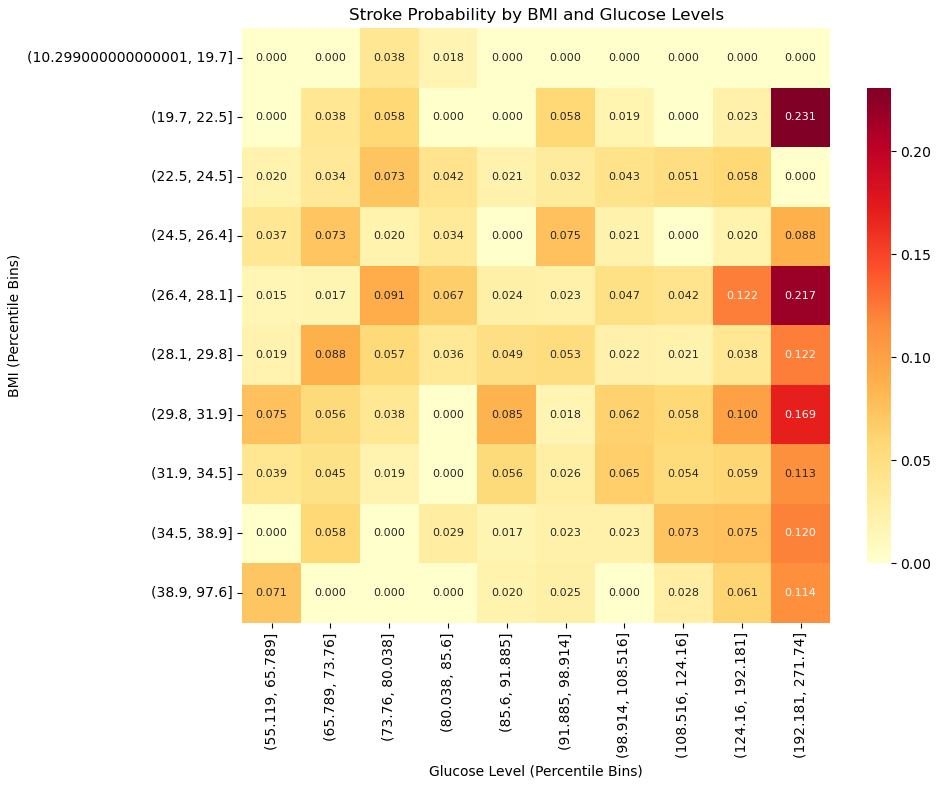 Stroke Probability by BMI and Glucose Levels
(10.299000000000001, 19.7] 0.000 0.000 0.038 0.018 0.000 0.000 0.000 0.000 0.000 0.000
(19.7, 22.5] 0.000 0.038 0.058 0.000 0.000 0.058 0.019 0.000 0.023 0.231
(22.5, 24.5] 0.020 0.034 0.073 0.042 0.021 0.032 0.043 0.051 0.058 0.000
(24.5, 26.4] 0.037 0.073 0.020 0.034 0.000 0.075 0.021 0.000 0.020 0.088
(26.4, 28.1] 0.015 0.017 0.091 0.067 0.024 0.023 0.047 0.042 0.122 0.217
(28.1, 29.8] 0.019 0.088 0.057 0.036 0.049 0.053 0.022 0.021 0.038 0.122
(29.8, 31.9] 0.075 0.056 0.038 0.000 0.085 0.018 0.062 0.058 0.100 0.169
(31.9, 34.5] 0.039 0.045 0.019 0.000 0.056 0.026 0.065 0.054 0.059 0.113
(34.5, 38.9] 0.000 0.058 0.000 0.029 0.017 0.023 0.023 0.073 0.075 0.120
(38.9, 97.6] 0.071 0.000 0.000 0.000 0.020 0.025 0.000 0.028 0.061 0.114
BMI (Percentile Bins)
(55.119, 65.789]
(65.789, 73.76]
(73.76, 80.038]
(80.038, 85.6]
(85.6, 91.885]
(91.885, 98.914]
(98.914, 108.516]
(108.516, 124.16]
(124.16, 192.181]
(192.181, 271.74]
Glucose Level (Percentile Bins)
0.20
0.15
0.10
0.05
0.00